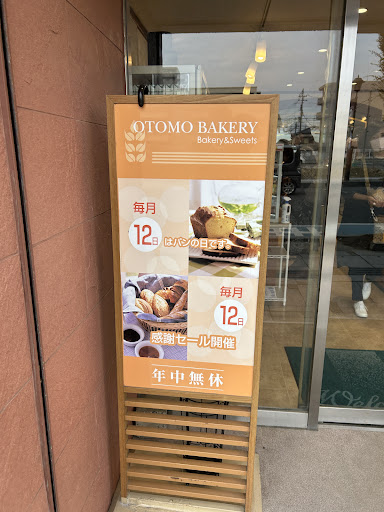 OTOMO BAKERY
Bakery&Sweets
毎月
12日
はパンの日です。
毎月
12日
感謝セール開催
年中無休